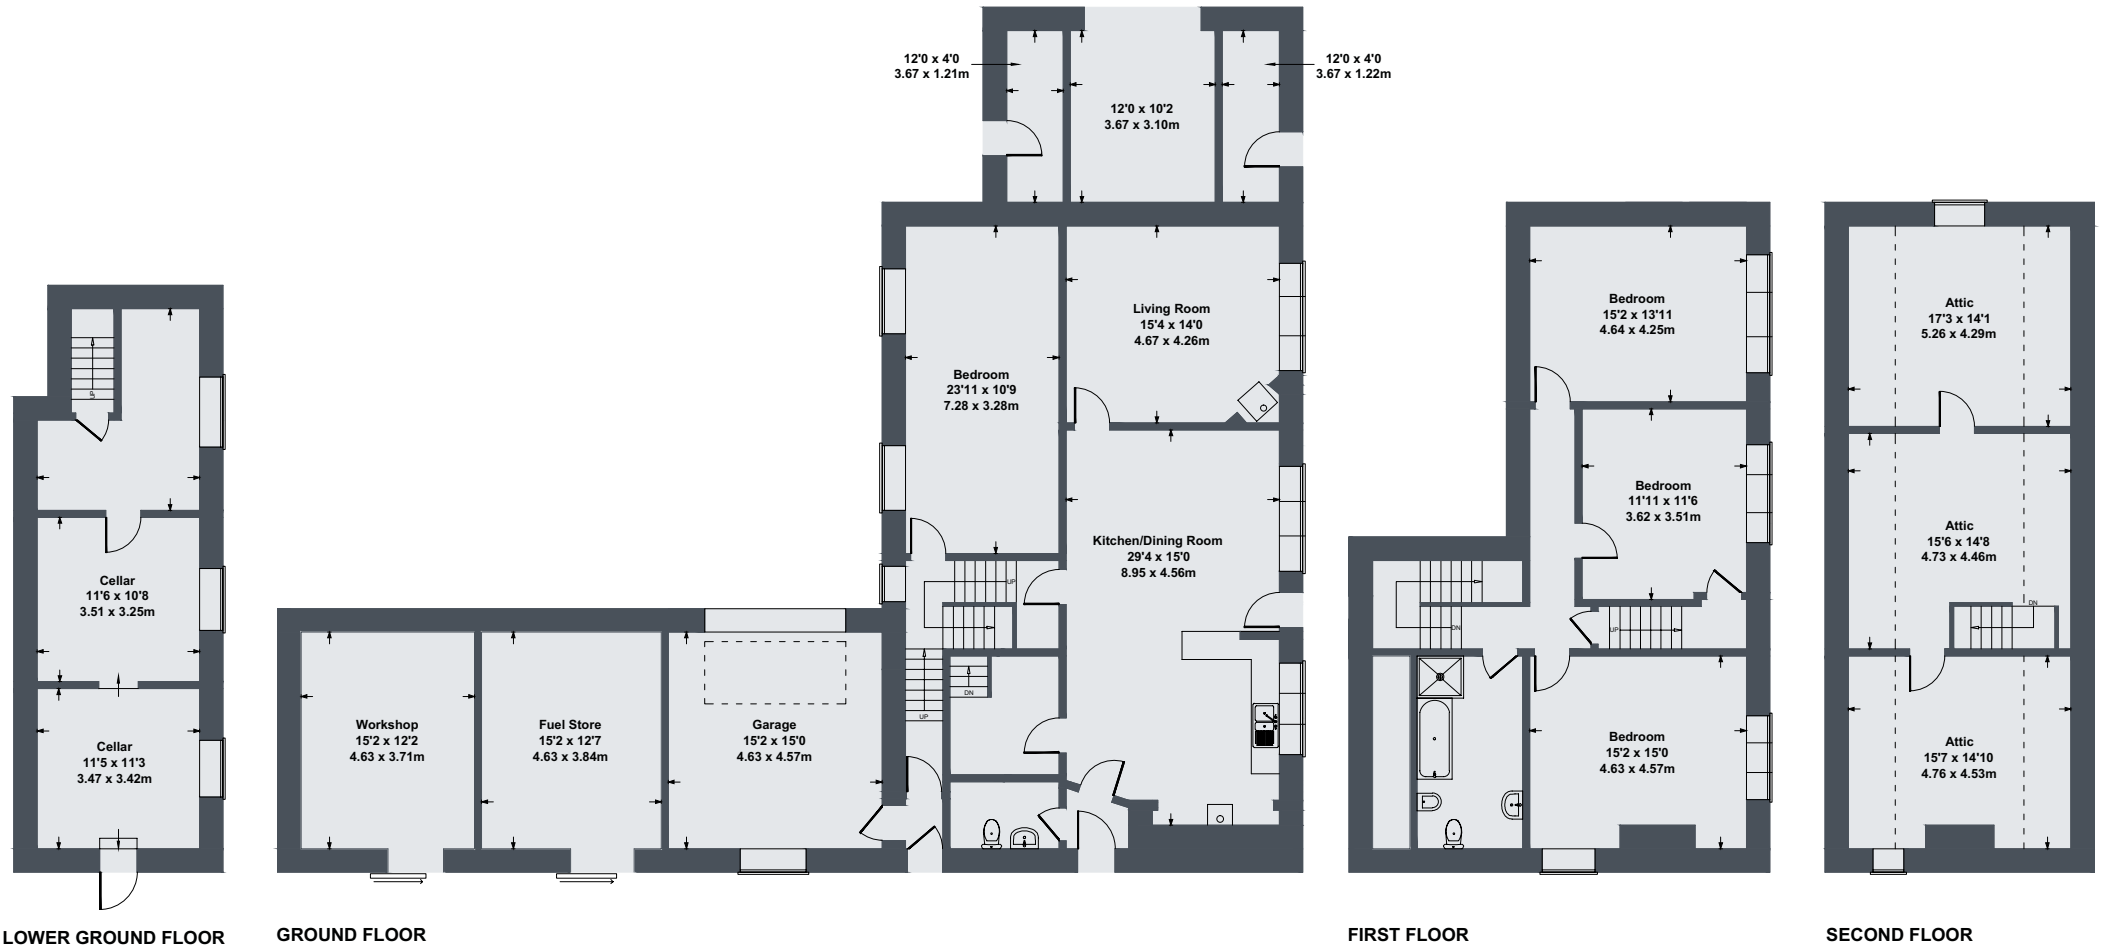 12'0 x 4'0
3.67 x 1.21m
12'0 x 10'2
3.67 x 3.10m
12'0 x 4'0
3.67 x 1.22m
UP
Cellar
11'6 x 10'8
3.51 x 3.25m
Cellar
11'5 x 11'3
3.47 x 3.42m
LOWER GROUND FLOOR
Living Room
15'4 x 14'0
4.67 x 4.26m
Bedroom
23'11 x 10'9
7.28 x 3.28m
Kitchen/Dining Room
29'4 x 15'0
8.95 x 4.56m
UP
DN
UP
Workshop
15'2 x 12'2
4.63 x 3.71m
Fuel Store
15'2 x 12'7
4.63 x 3.84m
Garage
15'2 x 15'0
4.63 x 4.57m
GROUND FLOOR
Bedroom
15'2 x 13'11
4.64 x 4.25m
Bedroom
11'11 x 11'6
3.62 x 3.51m
DN
UP
Bedroom
15'2 x 15'0
4.63 x 4.57m
FIRST FLOOR
Attic
17'3 x 14'1
5.26 x 4.29m
Attic
15'6 x 14'8
4.73 x 4.46m
DN
Attic
15'7 x 14'10
4.76 x 4.53m
SECOND FLOOR